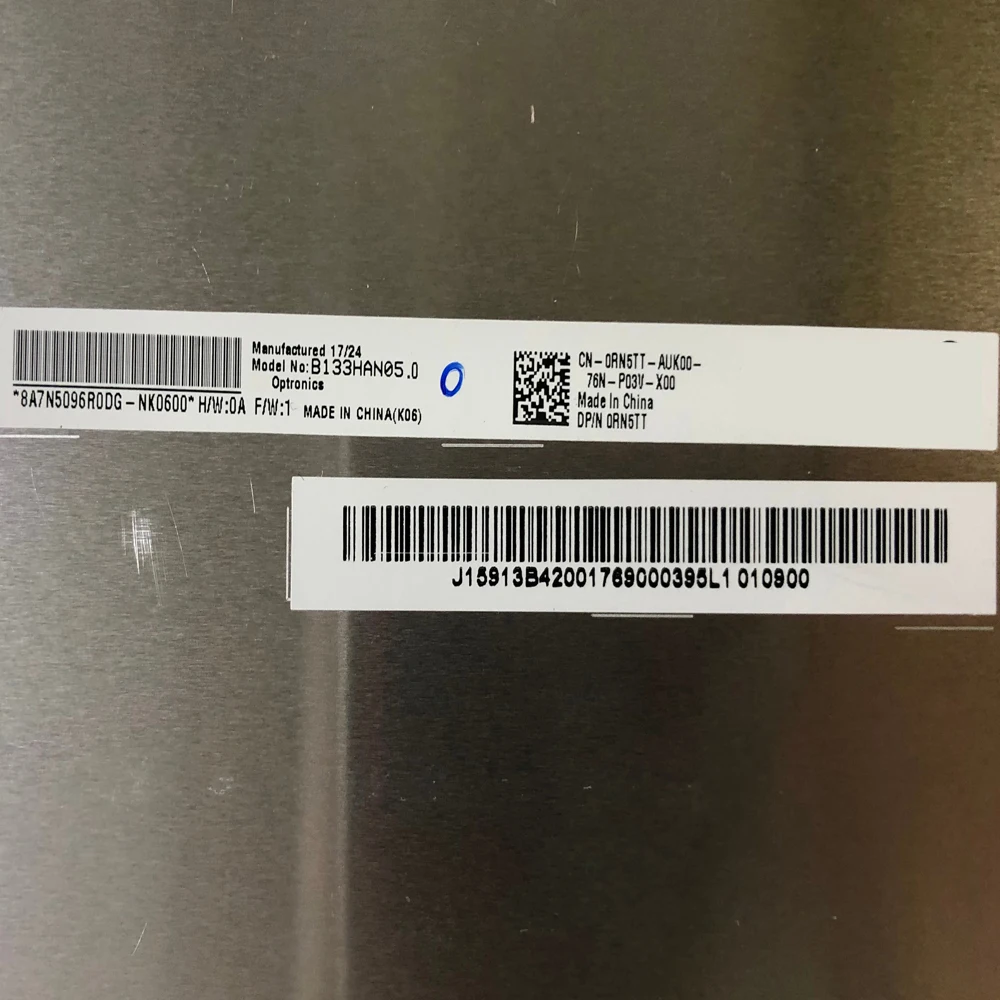 Manufactured 17/24
Model No:B133HAN05.0
Optronics
*8A7N5096R0DG-NK0600* H/W:0A F/W:1 MADE IN CHINA(K06)
CN-0RN5TT-AUK00-
76N-P03V-X00
Made In China
DP/N 0RN5TT
J15913B42001769000395L1 010900